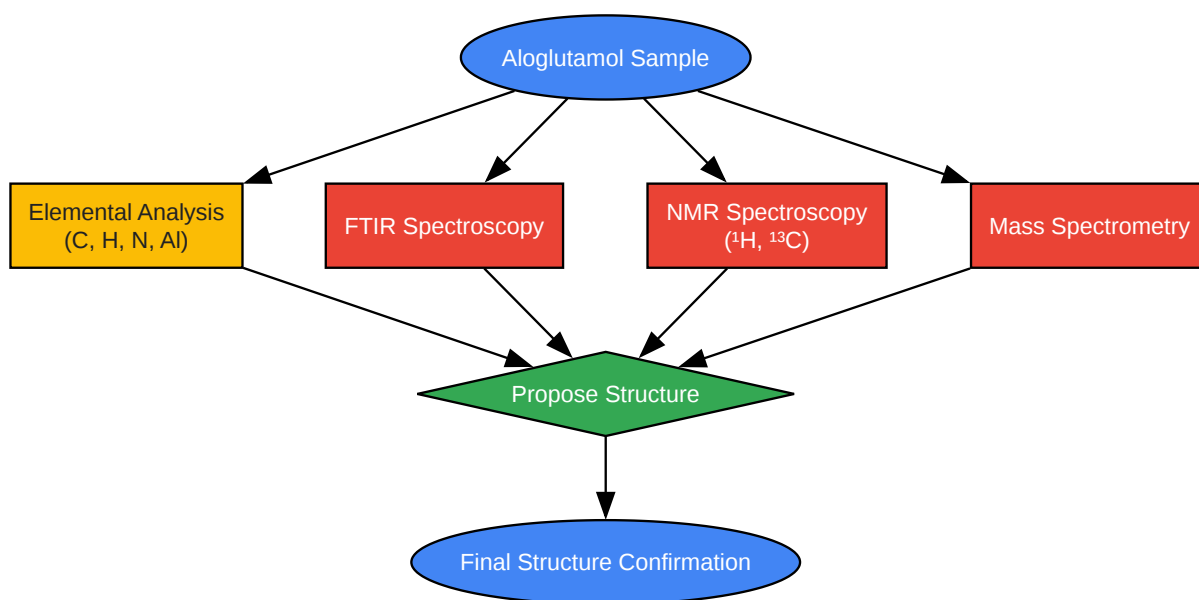 Aloglutamol Sample
Elemental Analysis
(C, H, N, Al)
FTIR Spectroscopy
NMR Spectroscopy
(¹H, ¹³C)
Mass Spectrometry
Propose Structure
Final Structure Confirmation